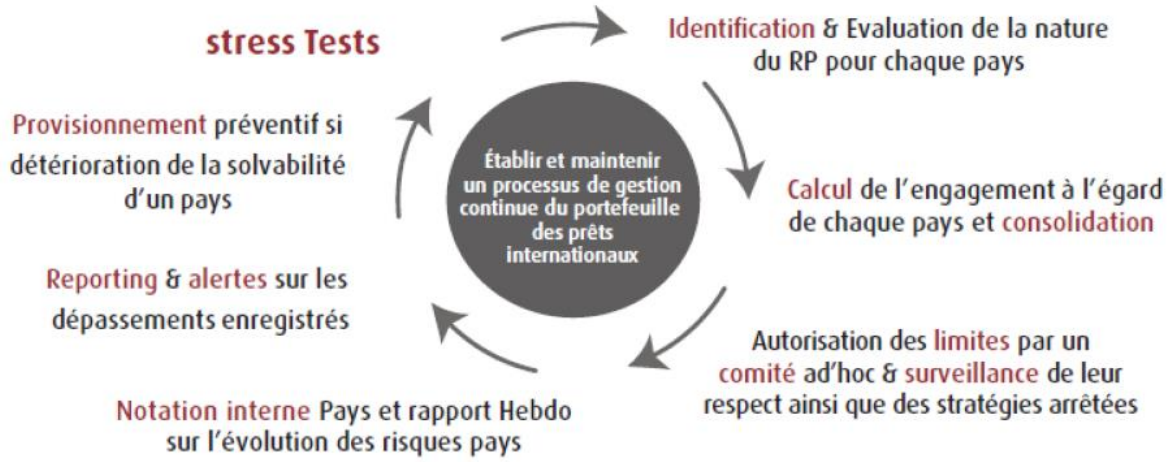 stress Tests
Identification & Evaluation de la nature
du RP pour chaque pays
Calcul de l'engagement à l'égard
de chaque pays et consolidation
Autorisation des limites par un
comité ad'hoc & surveillance de leur
respect ainsi que des stratégies arrêtées
Notation interne Pays et rapport Hebdo
sur l'évolution des risques pays
Reporting & alertes sur les
dépassements enregistrés
Provisionnement préventif si
détérioration de la solvabilité
d'un pays
Établir et maintenir
un processus de gestion
continue du portefeuille
des prêts
internationaux